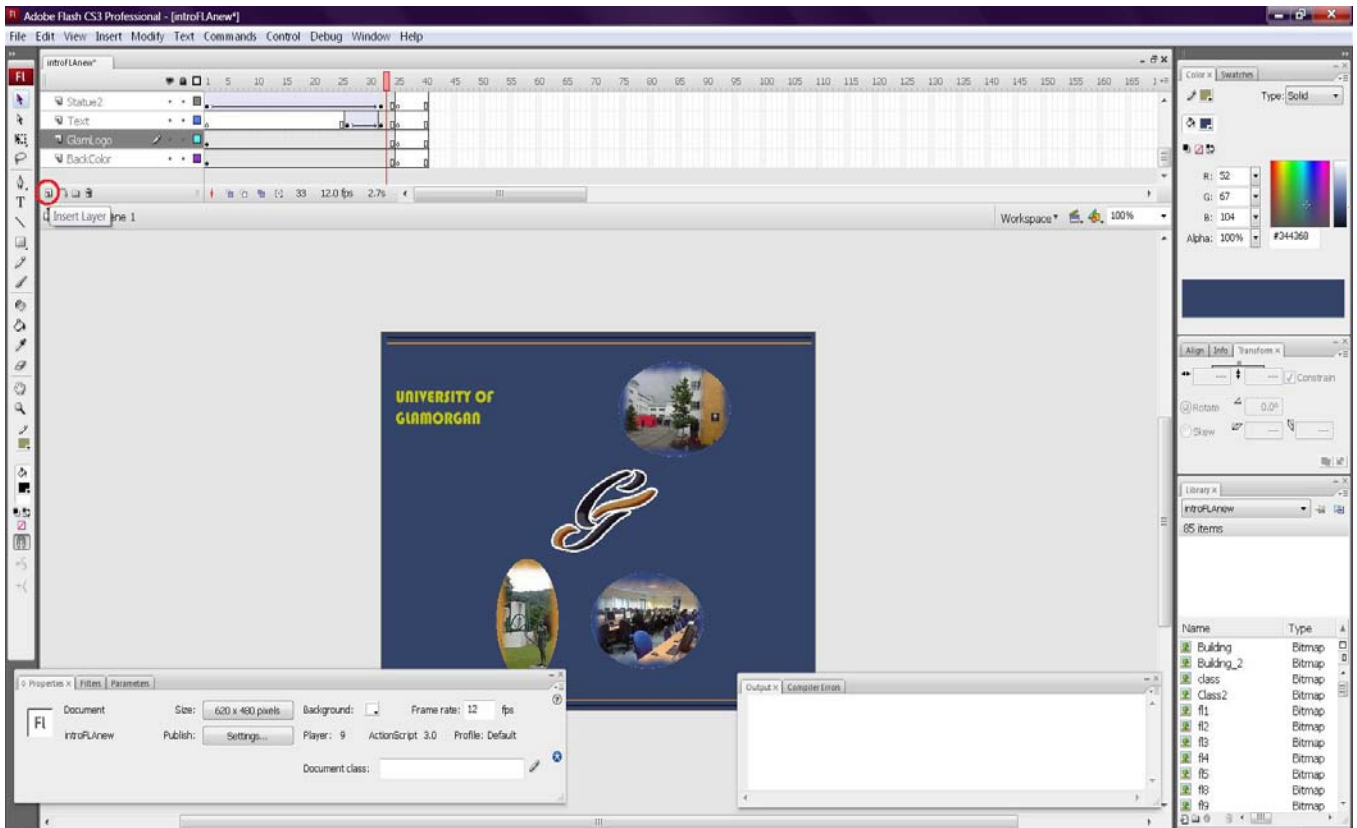 Adobe Flash CS3 Professional - [introFLAnew*]
File Edit View Insert Modify Text Commands Control Debug Window Help
introFLAnew*
1 5 10 15 20 25 30 35 40 45 50 55 60 65 70 75 80 85 90 95 100 105 110 115 120 125 130 135 140 145 150 155 160 165
Statue2
Text
GlamLogo
BackColor
33 12.0 fps 2.7s
Insert Layer
ene 1
Workspace
100%
UNIVERSITY OF
GLAMORGAN
Color Swatches
Type: Solid
R: 52
G: 67
B: 104
Alpha: 100% #344368
Align Info Transform
Constrain
Rotate 0.0°
Skew
Library
introFLAnew
85 items
Name Type
Building Bitmap
Building_2 Bitmap
class Bitmap
Class2 Bitmap
fl1 Bitmap
fl2 Bitmap
fl3 Bitmap
fl4 Bitmap
fl5 Bitmap
fl8 Bitmap
fl9 Bitmap
Properties Filters Parameters
Fl
Document Size: 620 x 480 pixels Background: Frame rate: 12 fps
introFLAnew Publish: Settings... Player: 9 ActionScript 3.0 Profile: Default
Document class:
Output Compiler Errors